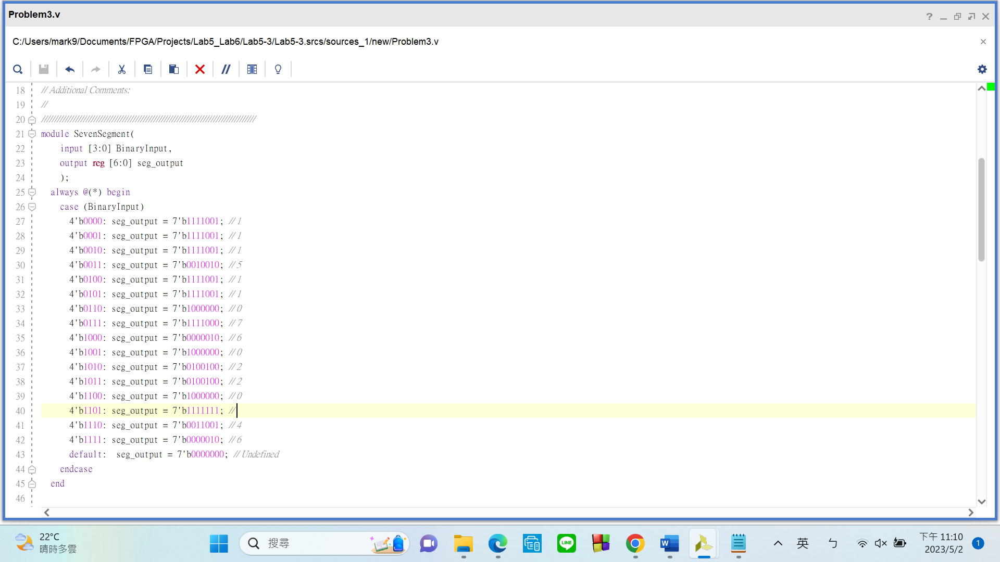 Problem3.v
C:/Users/mark9/Documents/FPGA/Projects/Lab5_Lab6/Lab5-3/Lab5-3.srcs/sources_1/new/Problem3.v
18 // Additional Comments:
19 //
20 //////////////////////////////////////////////////////////////////////////////////
21 module SevenSegment(
22 input [3:0] BinaryInput,
23 output reg [6:0] seg_output
24 );
25 always @(*) begin
26 case (BinaryInput)
27 4'b0000: seg_output = 7'b1111001; //1
28 4'b0001: seg_output = 7'b1111001; //1
29 4'b0010: seg_output = 7'b1111001; //1
30 4'b0011: seg_output = 7'b0010010; //5
31 4'b0100: seg_output = 7'b1111001; //1
32 4'b0101: seg_output = 7'b1111001; //1
33 4'b0110: seg_output = 7'b1000000; //0
34 4'b0111: seg_output = 7'b1111000; //7
35 4'b1000: seg_output = 7'b0000010; //6
36 4'b1001: seg_output = 7'b1000000; //0
37 4'b1010: seg_output = 7'b0100100; //2
38 4'b1011: seg_output = 7'b0100100; //2
39 4'b1100: seg_output = 7'b1000000; //0
40 4'b1101: seg_output = 7'b1111111; //
41 4'b1110: seg_output = 7'b0011001; //4
42 4'b1111: seg_output = 7'b0000010; //6
43 default: seg_output = 7'b0000000; // Undefined
44 endcase
45 end
46
22°C
晴時多雲
搜尋
LINE
W
英
ㄅ
下午 11:10
2023/5/2
1